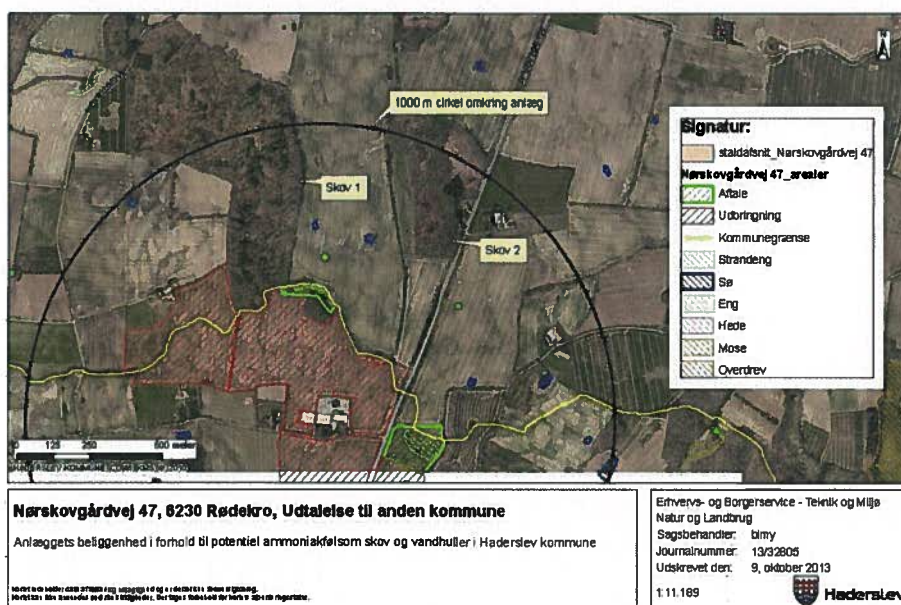 1000 m cirkel omkring anlæg
Skov 1
Skov 2
Signatur:
staldafsnit_Nørskovgårdvej 47
Nørskovgårdvej 47_arealer
Aftale
Udbringning
Kommunegrænse
Strandeng
Sø
Eng
Hede
Mose
Overdrev
0 125 250 500 meter
Nørskovgårdvej 47, 6230 Rødekro, Udtalelse til anden kommune
Anlæggets beliggenhed i forhold til potentiel ammoniakfølsom skov og vandhuller i Haderslev kommune
Erhvervs- og Borgerservice - Teknik og Miljø
Natur og Landbrug
Sagsbehandler: bimy
Journalnummer: 13/32805
Udskrevet den: 9, oktober 2013
1:11.189
Haderslev